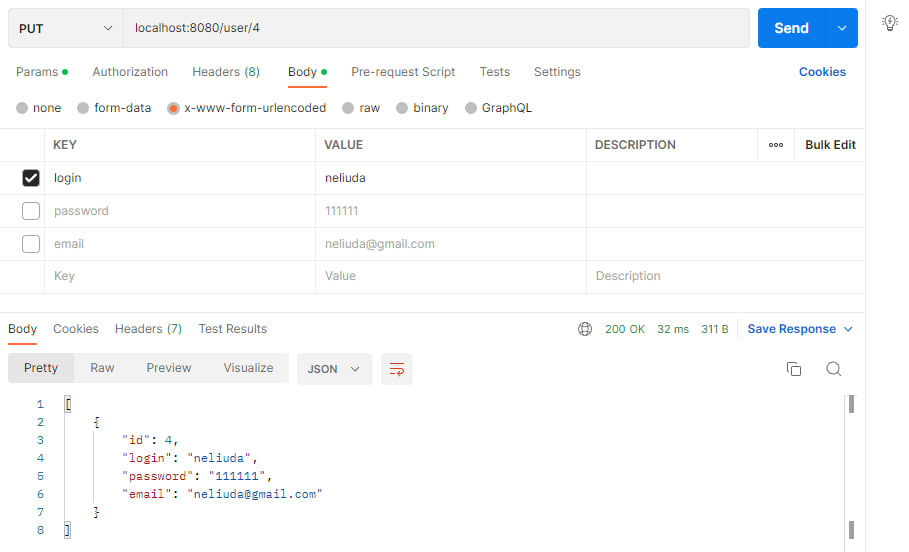 PUT localhost:8080/user/4 Send
Params Authorization Headers (8) Body Pre-request Script Tests Settings Cookies
none form-data x-www-form-urlencoded raw binary GraphQL
KEY VALUE DESCRIPTION ooo Bulk Edit
login neliuda
password 111111
email neliuda@gmail.com
Key Value Description
Body Cookies Headers (7) Test Results 200 OK 32 ms 311 B Save Response
Pretty Raw Preview Visualize JSON
1 [
2 {
3 "id": 4,
4 "login": "neliuda",
5 "password": "111111",
6 "email": "neliuda@gmail.com"
7 }
8 ]